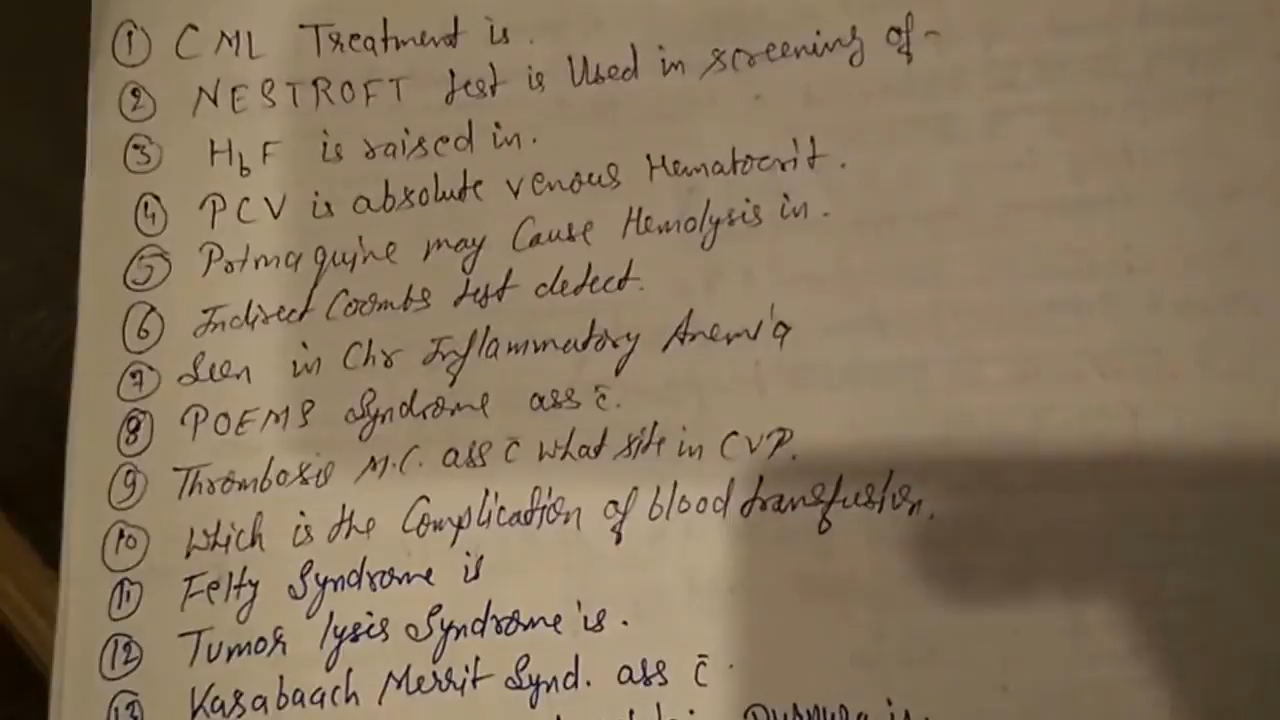 ① CML Treatment is.
② NESTROFT test is Used in screening of-
③ HbF is raised in.
④ PCV is absolute venous Hematocrit.
⑤ Primaquine may Cause Hemolysis in.
⑥ Indirect Coombs test detect.
⑦ Seen in Chr Inflammatory Anemia
⑧ POEMS Syndrome ass c̄.
⑨ Thrombosis M.C. ass c̄ what site in CVP.
⑩ Which is the Complication of blood transfusion.
⑪ Felty Syndrome is
⑫ Tumor lysis Syndrome is.
⑬ Kasabaach Merrit Synd. ass c̄.
is